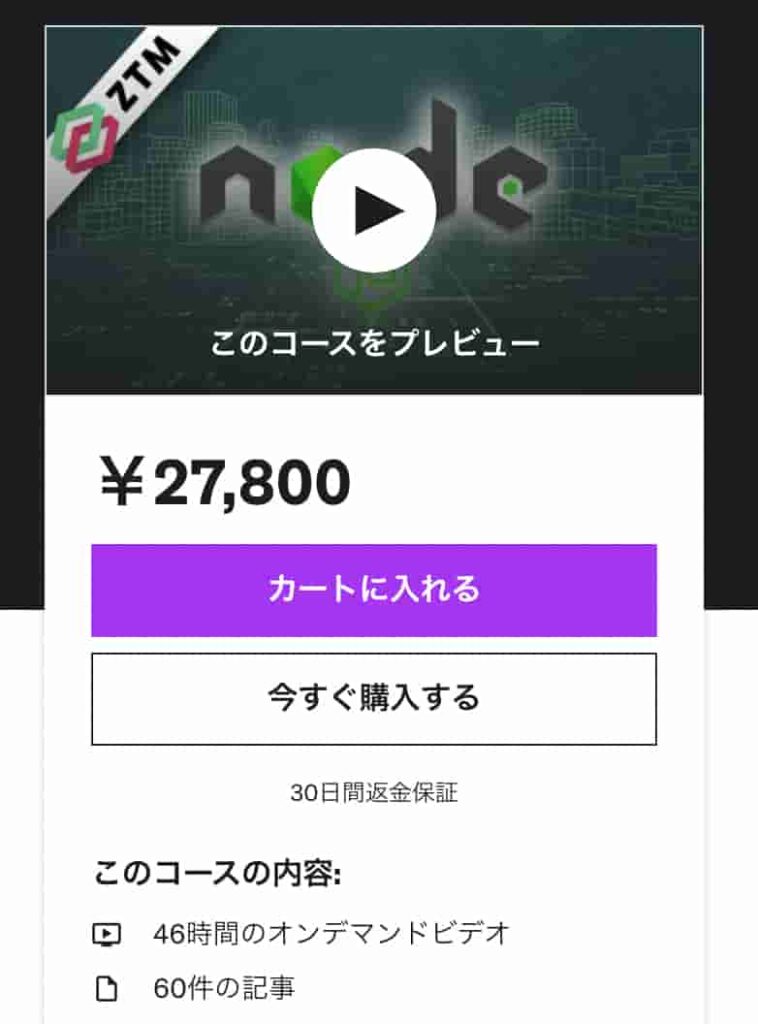 ZTM
node
このコースをプレビュー
￥27,800
カートに入れる
今すぐ購入する
30日間返金保証
このコースの内容:
46時間のオンデマンドビデオ
60件の記事